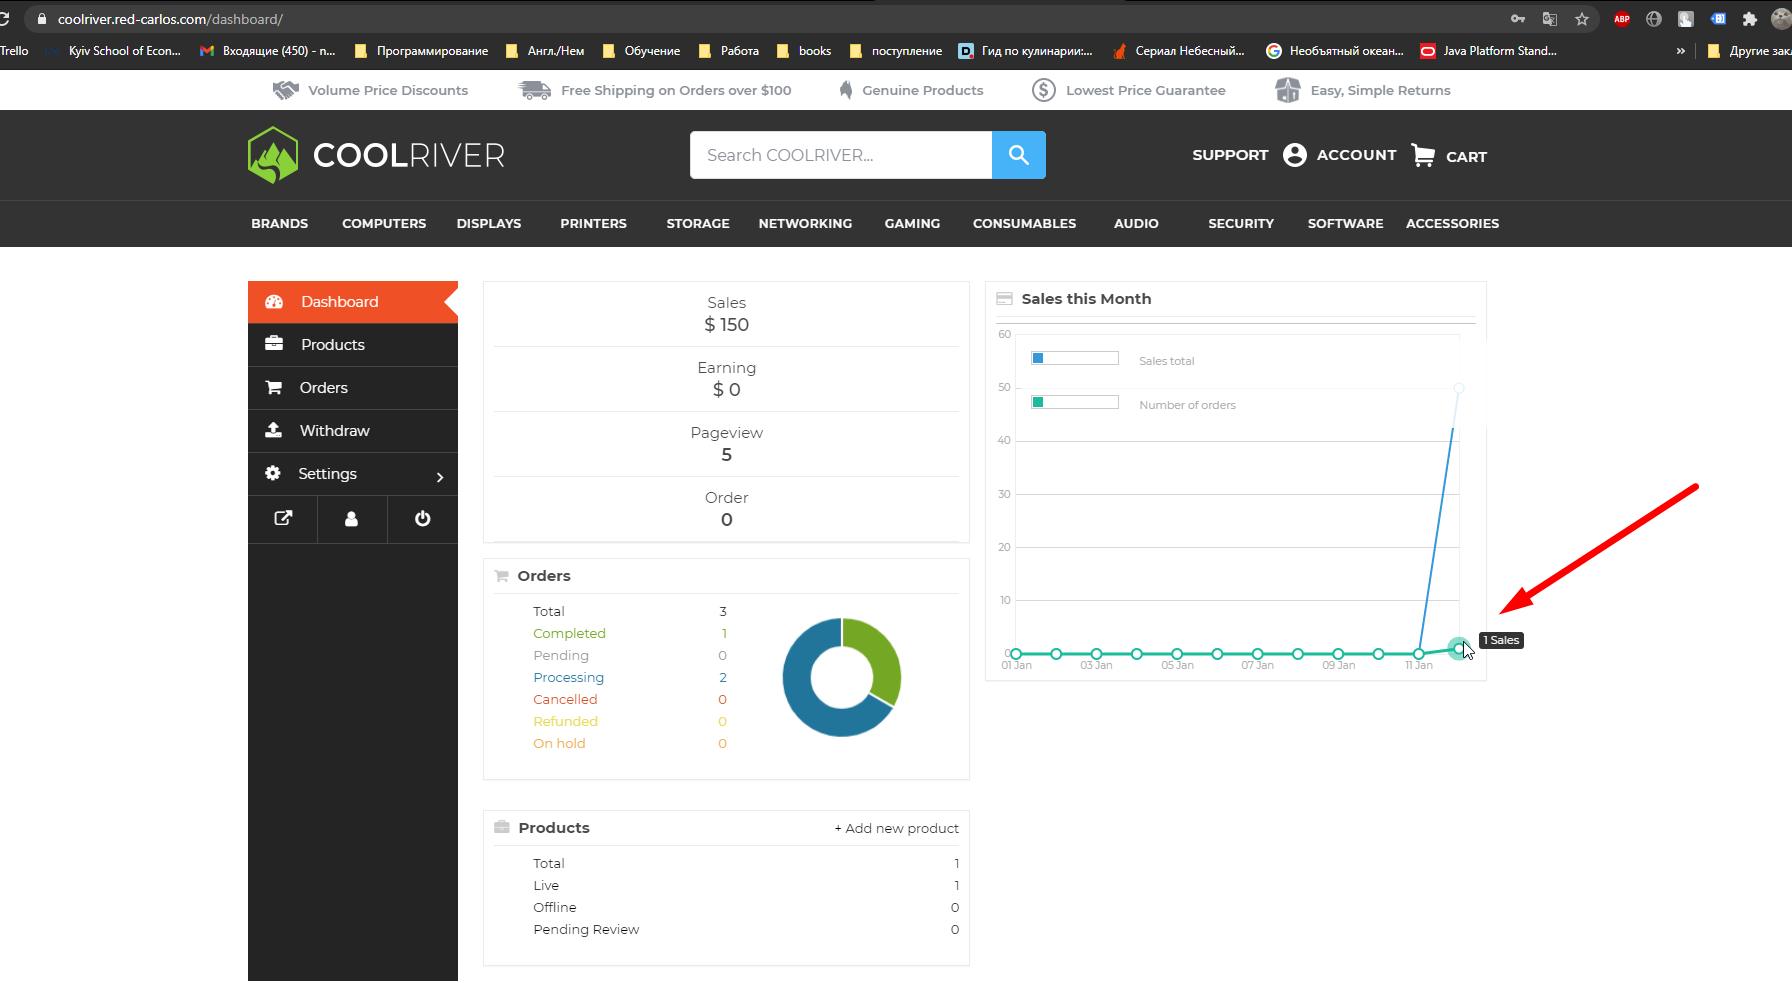 coolriver.red-carlos.com/dashboard/
ABP
Trello Kyiv School of Econ... Входящие (450) - n... Программирование Англ./Нем Обучение Работа books поступление Гид по кулинарии:... Сериал Небесный... Необъятный океан... Java Platform Stand... » Другие зак
Volume Price Discounts Free Shipping on Orders over $100 Genuine Products Lowest Price Guarantee Easy, Simple Returns
COOLRIVER
Search COOLRIVER...
SUPPORT ACCOUNT CART
BRANDS COMPUTERS DISPLAYS PRINTERS STORAGE NETWORKING GAMING CONSUMABLES AUDIO SECURITY SOFTWARE ACCESSORIES
Dashboard
Products
Orders
Withdraw
Settings
Sales
$ 150
Earning
$ 0
Pageview
5
Order
0
Orders
Total 3
Completed 1
Pending 0
Processing 2
Cancelled 0
Refunded 0
On hold 0
Products + Add new product
Total 1
Live 1
Offline 0
Pending Review 0
Sales this Month
60
Sales total
50
Number of orders
40
30
20
10
1 Sales
0
01 Jan 03 Jan 05 Jan 07 Jan 09 Jan 11 Jan